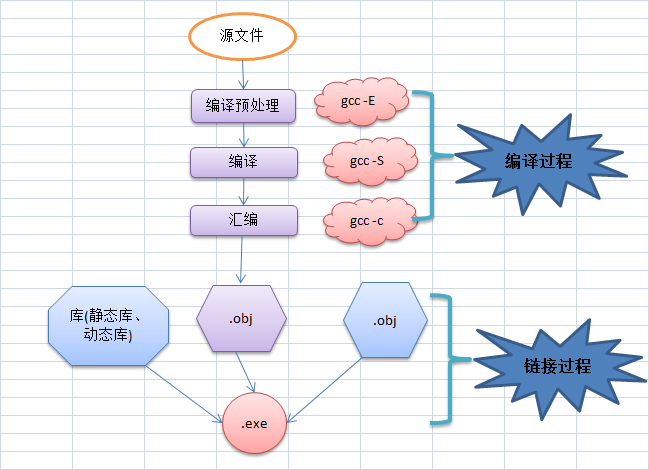 源文件
编译预处理
gcc -E
编译
gcc -S
编译过程
汇编
gcc -c
库(静态库、
动态库)
.obj
.obj
链接过程
.exe